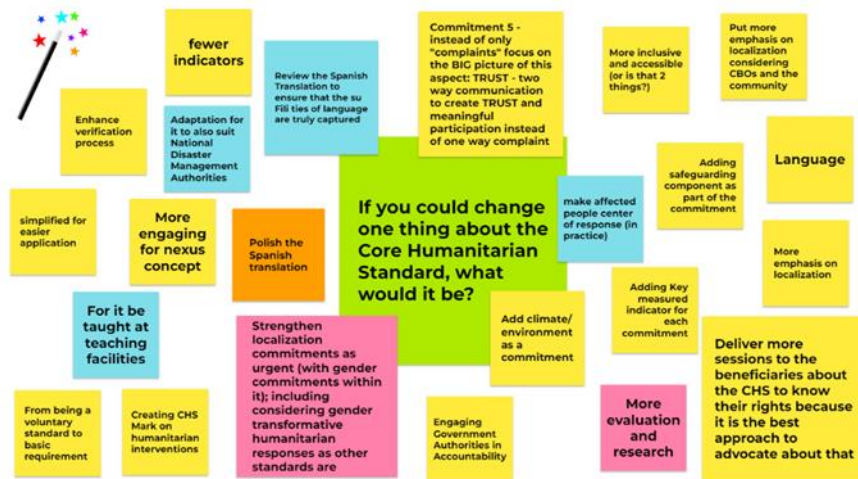 fewer
indicators
Review the Spanish
Translation to
ensure that the su
Fili ties of language
are truly captured
Commitment 5 -
instead of only
"complaints" focus on
the BIG picture of this
aspect: TRUST - two
way communication
to create TRUST and
meaningful
participation instead
of one way complaint
More inclusive
and accessible
(or is that 2
things?)
Put more
emphasis on
localization
considering
CBOs and the
community
Enhance
verification
process
Adaptation for
it to also suit
National
Disaster
Management
Authorities
Language
Adding
safeguarding
component as
part of the
commitment
simplified for
easier
application
More
engaging
for nexus
concept
Polish the
Spanish
translation
If you could change
one thing about the
Core Humanitarian
Standard, what
would it be?
make affected
people center
of response (in
practice)
More
emphasis on
localization
For it be
taught at
teaching
facilities
Strengthen
localization
commitments as
urgent (with gender
commitments within
it); including
considering gender
transformative
humanitarian
responses as other
standards are
Add climate/
environment as a
commitment
Adding Key
measured
indicator for
each
commitment
Deliver more
sessions to the
beneficiaries about
the CHS to know
their rights because
it is the best
approach to
advocate about that
From being a
voluntary
standard to
basic
requirement
Creating CHS
Mark on
humanitarian
interventions
Engaging
Government
Authorities in
Accountability
More
evaluation
and
research